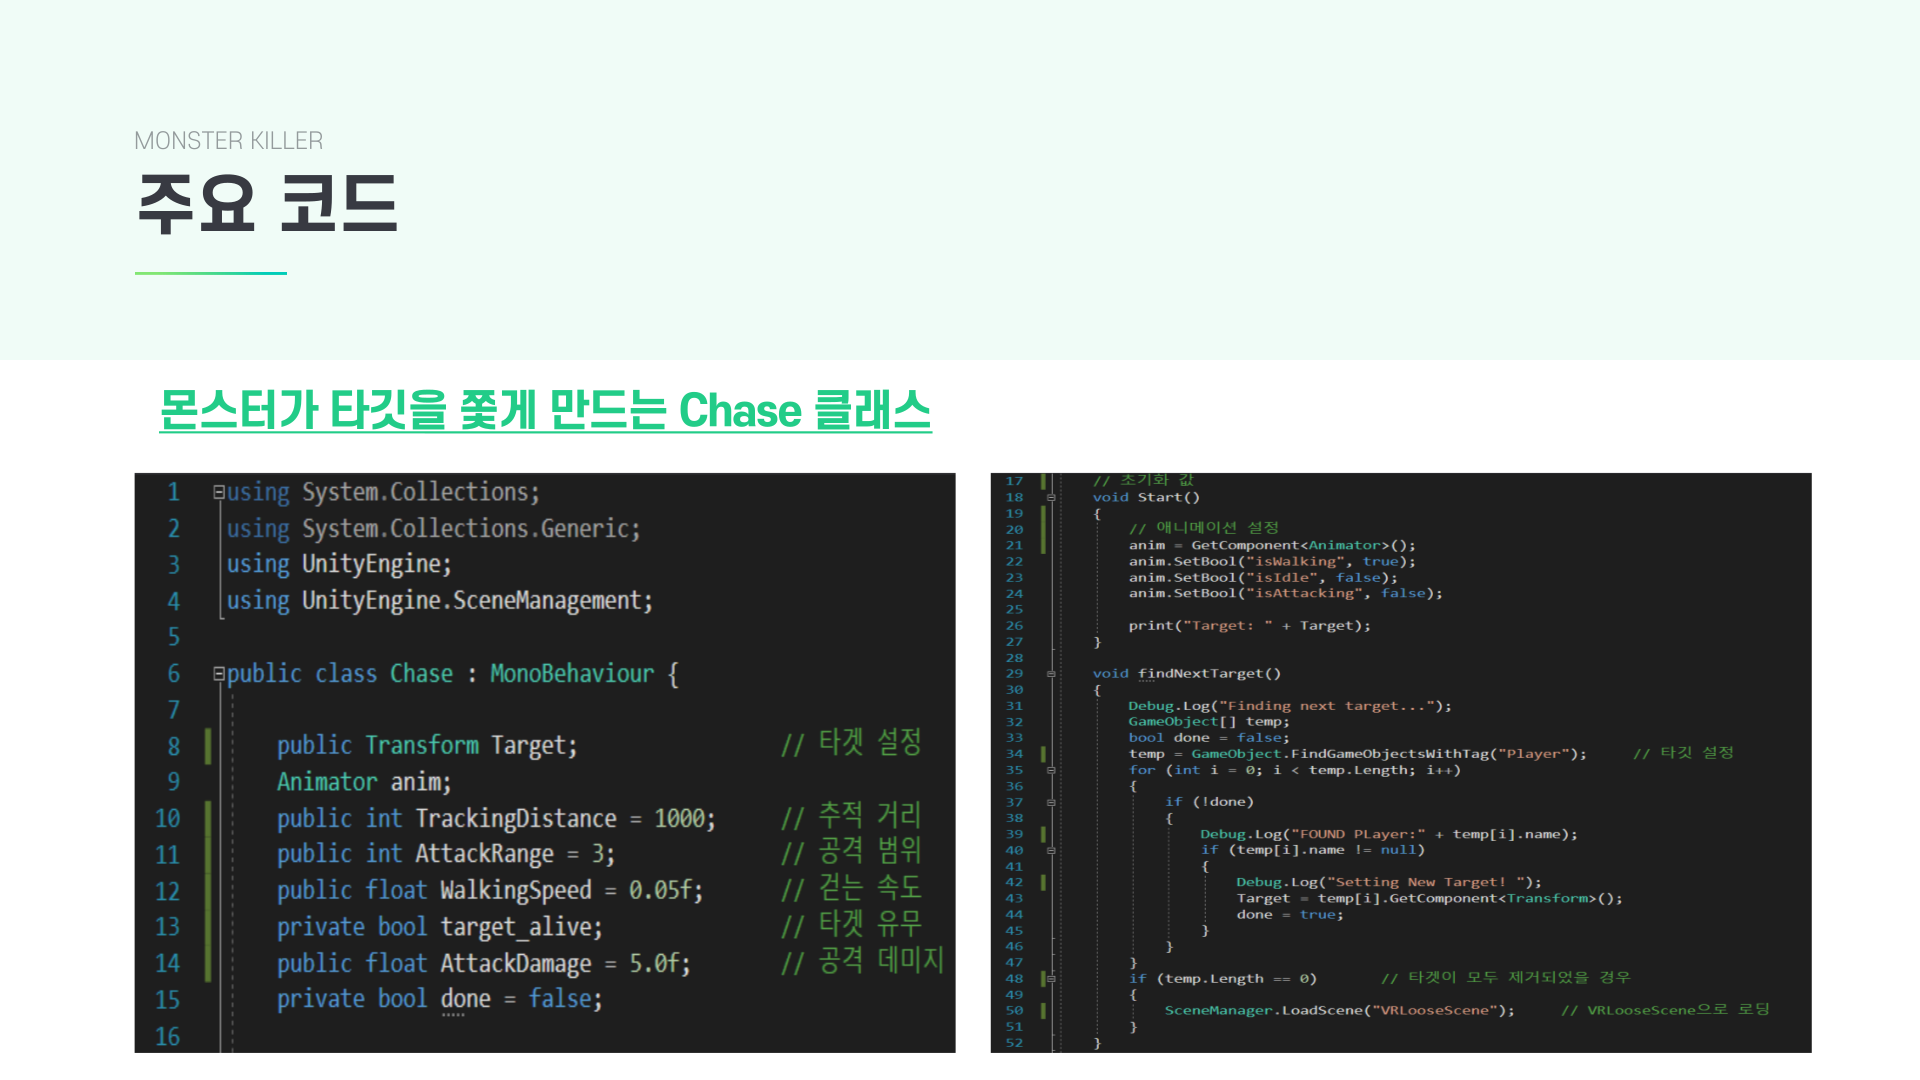 MONSTER KILLER
주요 코드
몬스터가 타깃을 쫓게 만드는 Chase 클래스
1 using System.Collections;
2 using System.Collections.Generic;
3 using UnityEngine;
4 using UnityEngine.SceneManagement;
5
6 public class Chase : MonoBehaviour {
7
8 public Transform Target; // 타겟 설정
9 Animator anim;
10 public int TrackingDistance = 1000; // 추적 거리
11 public int AttackRange = 3; // 공격 범위
12 public float WalkingSpeed = 0.05f; // 걷는 속도
13 private bool target_alive; // 타겟 유무
14 public float AttackDamage = 5.0f; // 공격 데미지
15 private bool done = false;
16
17 // 초기화 값
18 void Start()
19 {
20 // 애니메이션 설정
21 anim = GetComponent<Animator>();
22 anim.SetBool("isWalking", true);
23 anim.SetBool("isIdle", false);
24 anim.SetBool("isAttacking", false);
25
26 print("Target: " + Target);
27 }
28
29 void findNextTarget()
30 {
31 Debug.Log("Finding next target...");
32 GameObject[] temp;
33 bool done = false;
34 temp = GameObject.FindGameObjectsWithTag("Player"); // 타깃 설정
35 for (int i = 0; i < temp.Length; i++)
36 {
37 if (!done)
38 {
39 Debug.Log("FOUND PLayer:" + temp[i].name);
40 if (temp[i].name != null)
41 {
42 Debug.Log("Setting New Target! ");
43 Target = temp[i].GetComponent<Transform>();
44 done = true;
45 }
46 }
47 }
48 if (temp.Length == 0) // 타겟이 모두 제거되었을 경우
49 {
50 SceneManager.LoadScene("VRLooseScene"); // VRLooseScene으로 로딩
51 }
52 }